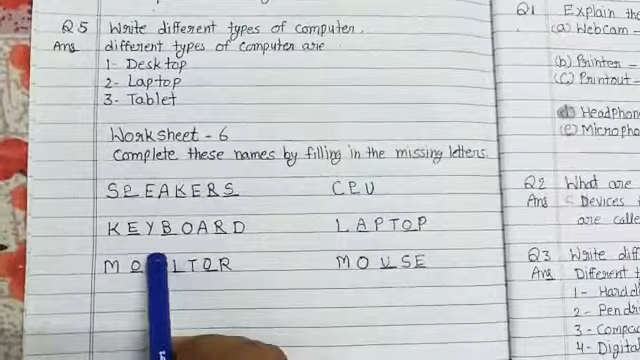 Q5 Write different types of computer.
Ans different types of computer are
1- Desktop
2- Laptop
3- Tablet
Worksheet - 6
Complete these names by filling in the missing letters.
SPEAKERS CPU
KEYBOARD LAPTOP
MO ITOR MOUSE
Q1 Explain the
(a) Webcam -
(b) Printer -
(c) Printout -
(d) Headphon
(e) Micropho
Q2 What are
Ans Devices
are calle
Q3 Write diff
Ans Different t
1- Hard d
2- Pendr
3- Compac
4- Digital